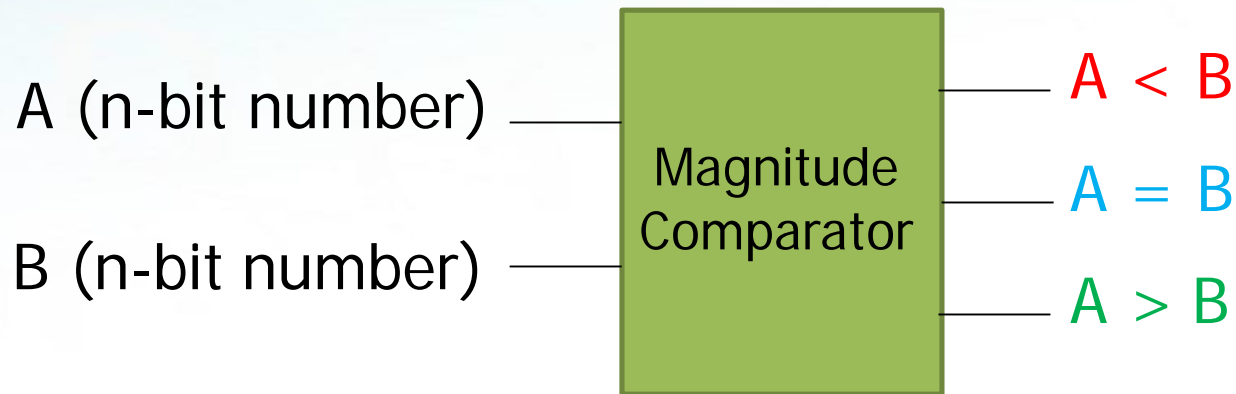 A (n-bit number)
B (n-bit number)
Magnitude
Comparator
A < B
A = B
A > B